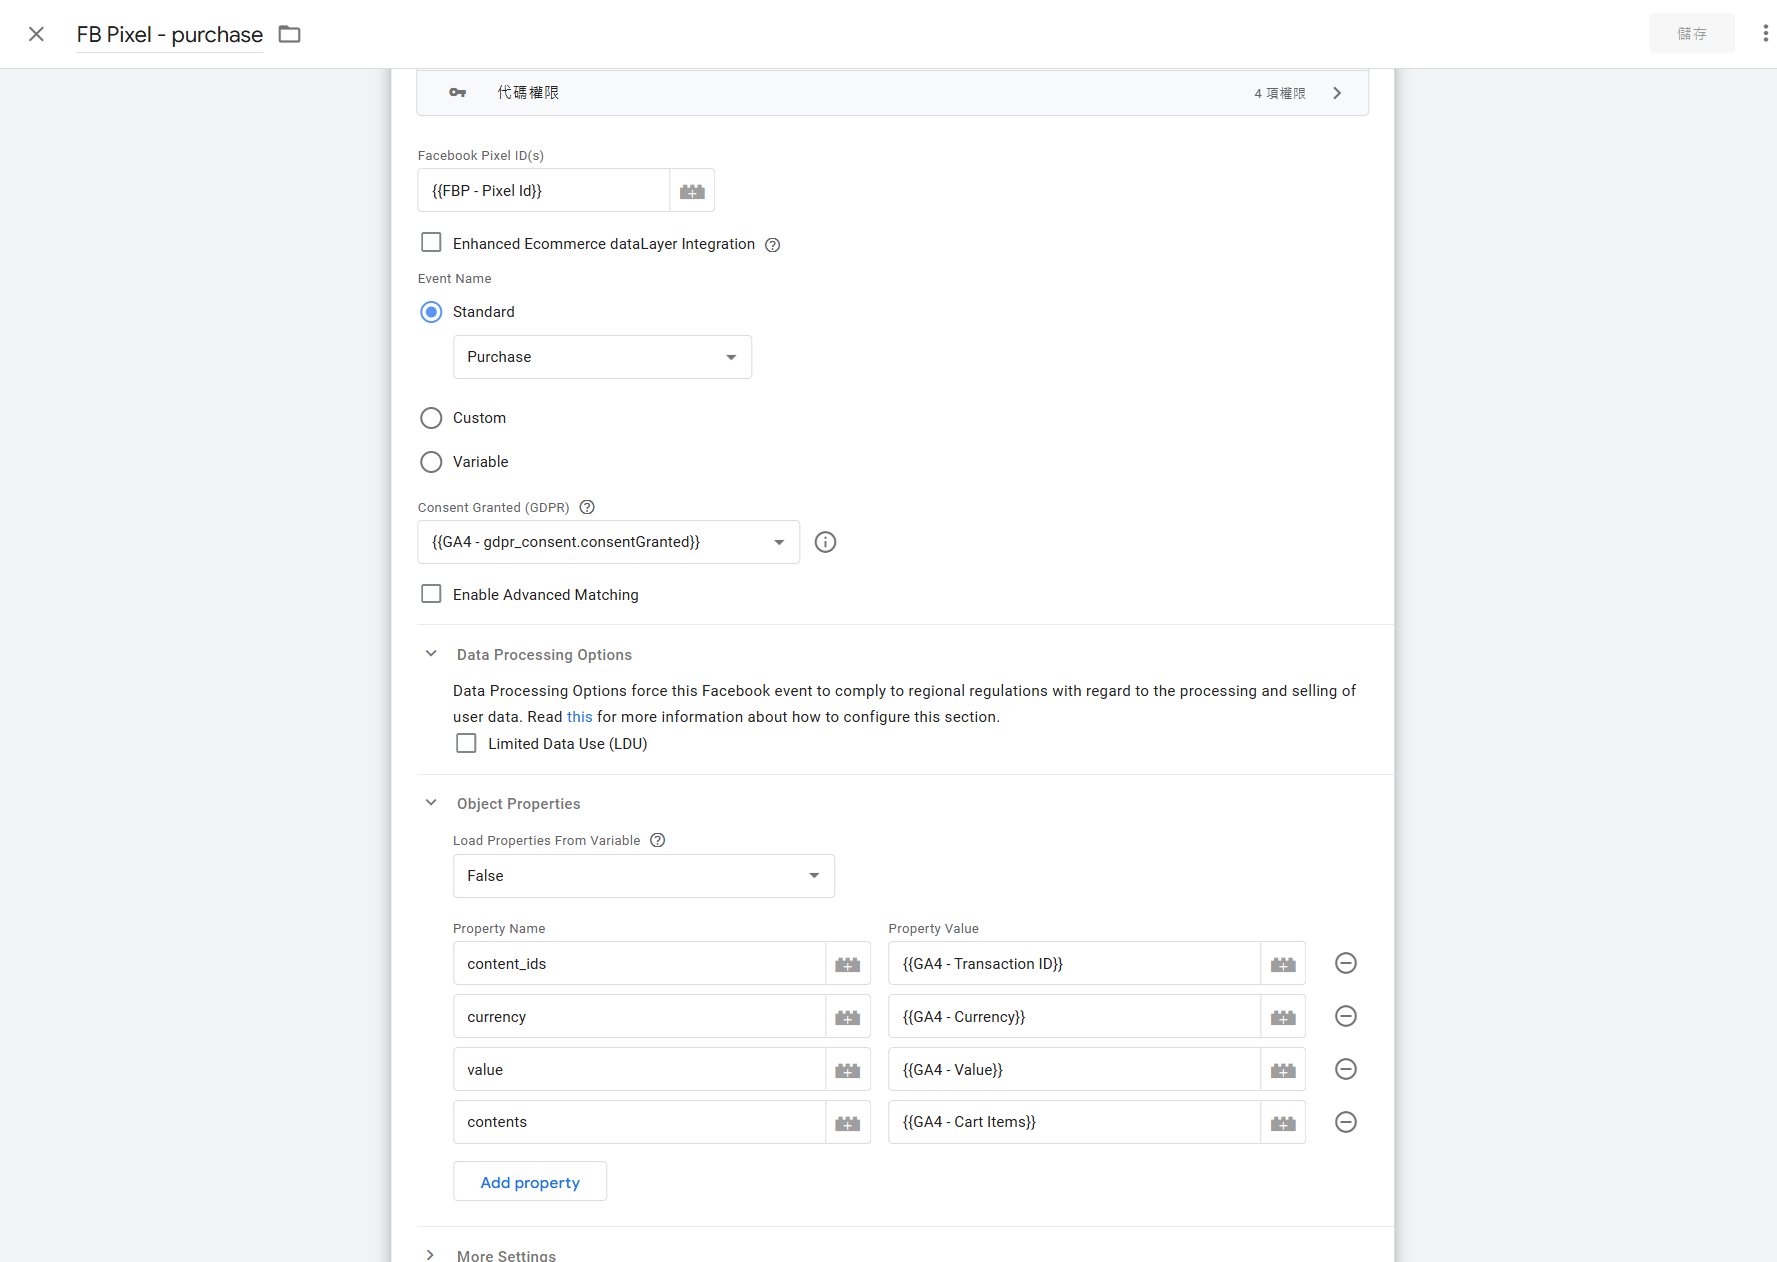 FB Pixel - purchase
儲存
代碼權限
4 項權限
Facebook Pixel ID(s)
{{FBP - Pixel Id}}
Enhanced Ecommerce dataLayer Integration
Event Name
Standard
Purchase
Custom
Variable
Consent Granted (GDPR)
{{GA4 - gdpr_consent.consentGranted}}
Enable Advanced Matching
Data Processing Options
Data Processing Options force this Facebook event to comply to regional regulations with regard to the processing and selling of
user data. Read this for more information about how to configure this section.
Limited Data Use (LDU)
Object Properties
Load Properties From Variable
False
Property Name
Property Value
content_ids
{{GA4 - Transaction ID}}
currency
{{GA4 - Currency}}
value
{{GA4 - Value}}
contents
{{GA4 - Cart Items}}
Add property
More Settings